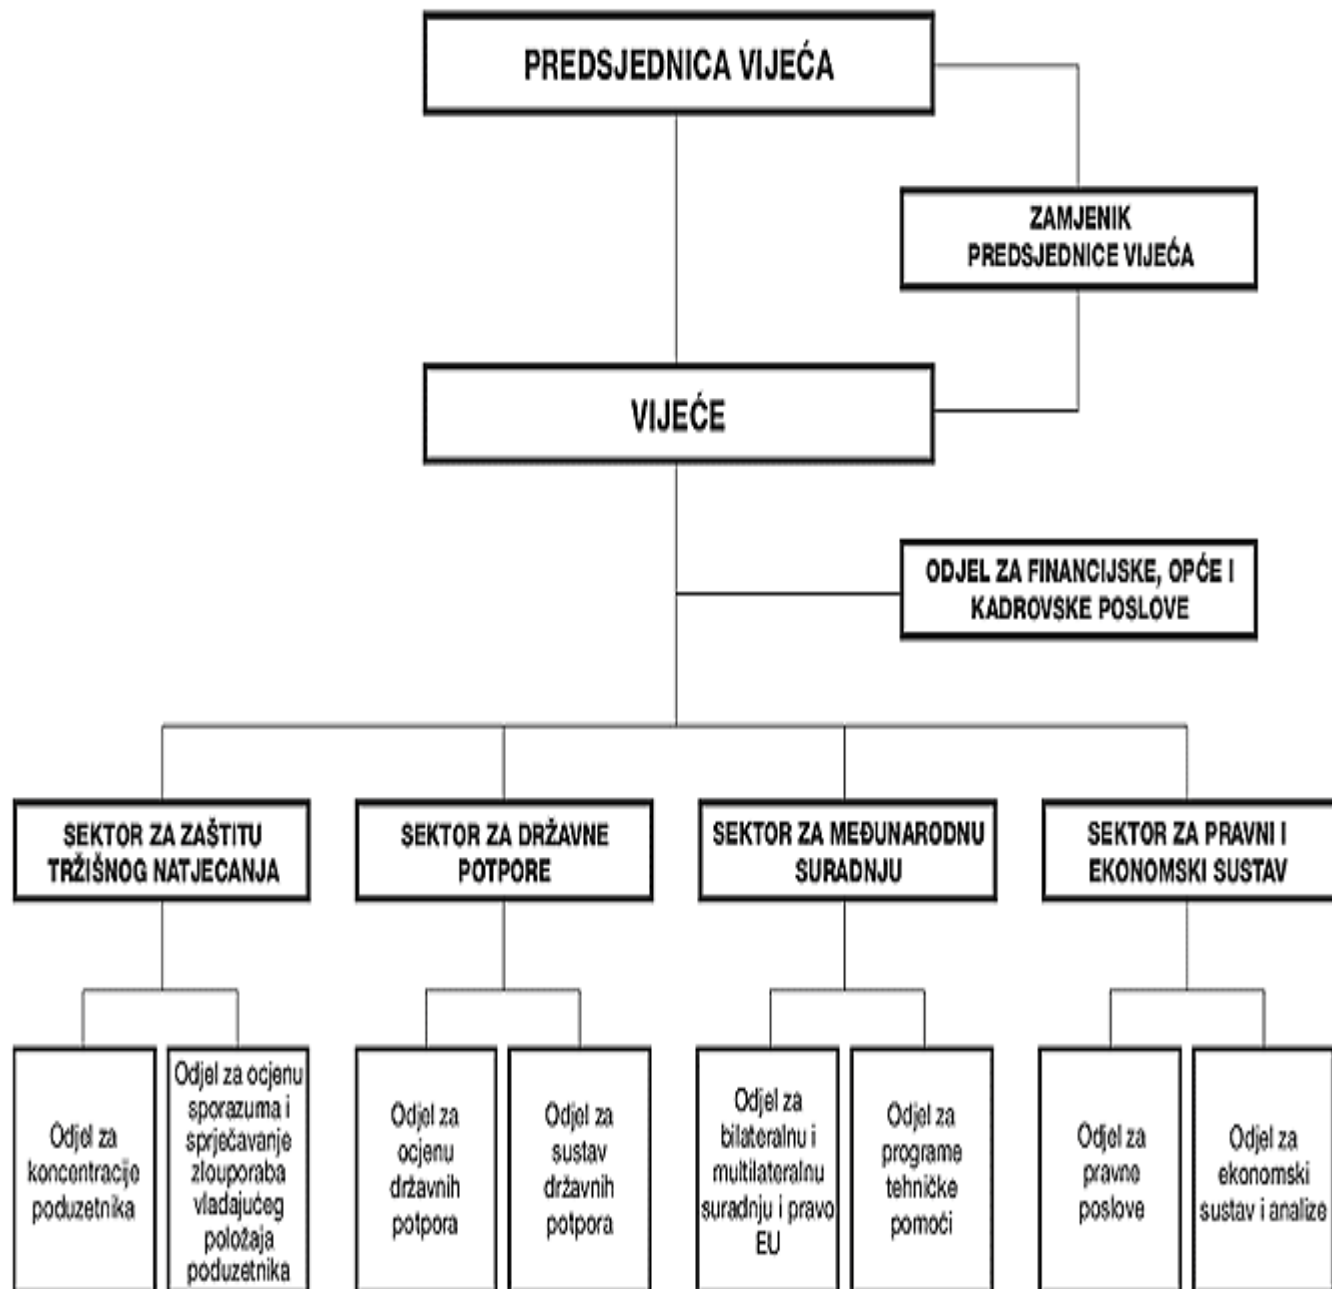 PREDSJEDNICA VIJEĆA
ZAMJENIK
PREDSJEDNICE VIJEĆA
VIJEĆE
ODJEL ZA FINANCIJSKE, OPĆE I
KADROVSKE POSLOVE
SEKTOR ZA ZAŠTITU
TRŽIŠNOG NATJECANJA
SEKTOR ZA DRŽAVNE
POTPORE
SEKTOR ZA MEĐUNARODNU
SURADNJU
SEKTOR ZA PRAVNI I
EKONOMSKI SUSTAV
Odjel za
koncentracije
poduzetnika
Odjel za ocjenu
sporazuma i
sprječavanje
zlouporaba
vladajućeg
položaja
poduzetnika
Odjel za
ocjenu
državnih
potpora
Odjel za
sustav
državnih
potpora
Odjel za
bilateralnu i
multilateralnu
suradnju i pravo
EU
Odjel za
programe
tehničke
pomoći
Odjel za
pravne
poslove
Odjel za
ekonomski
sustav i analize